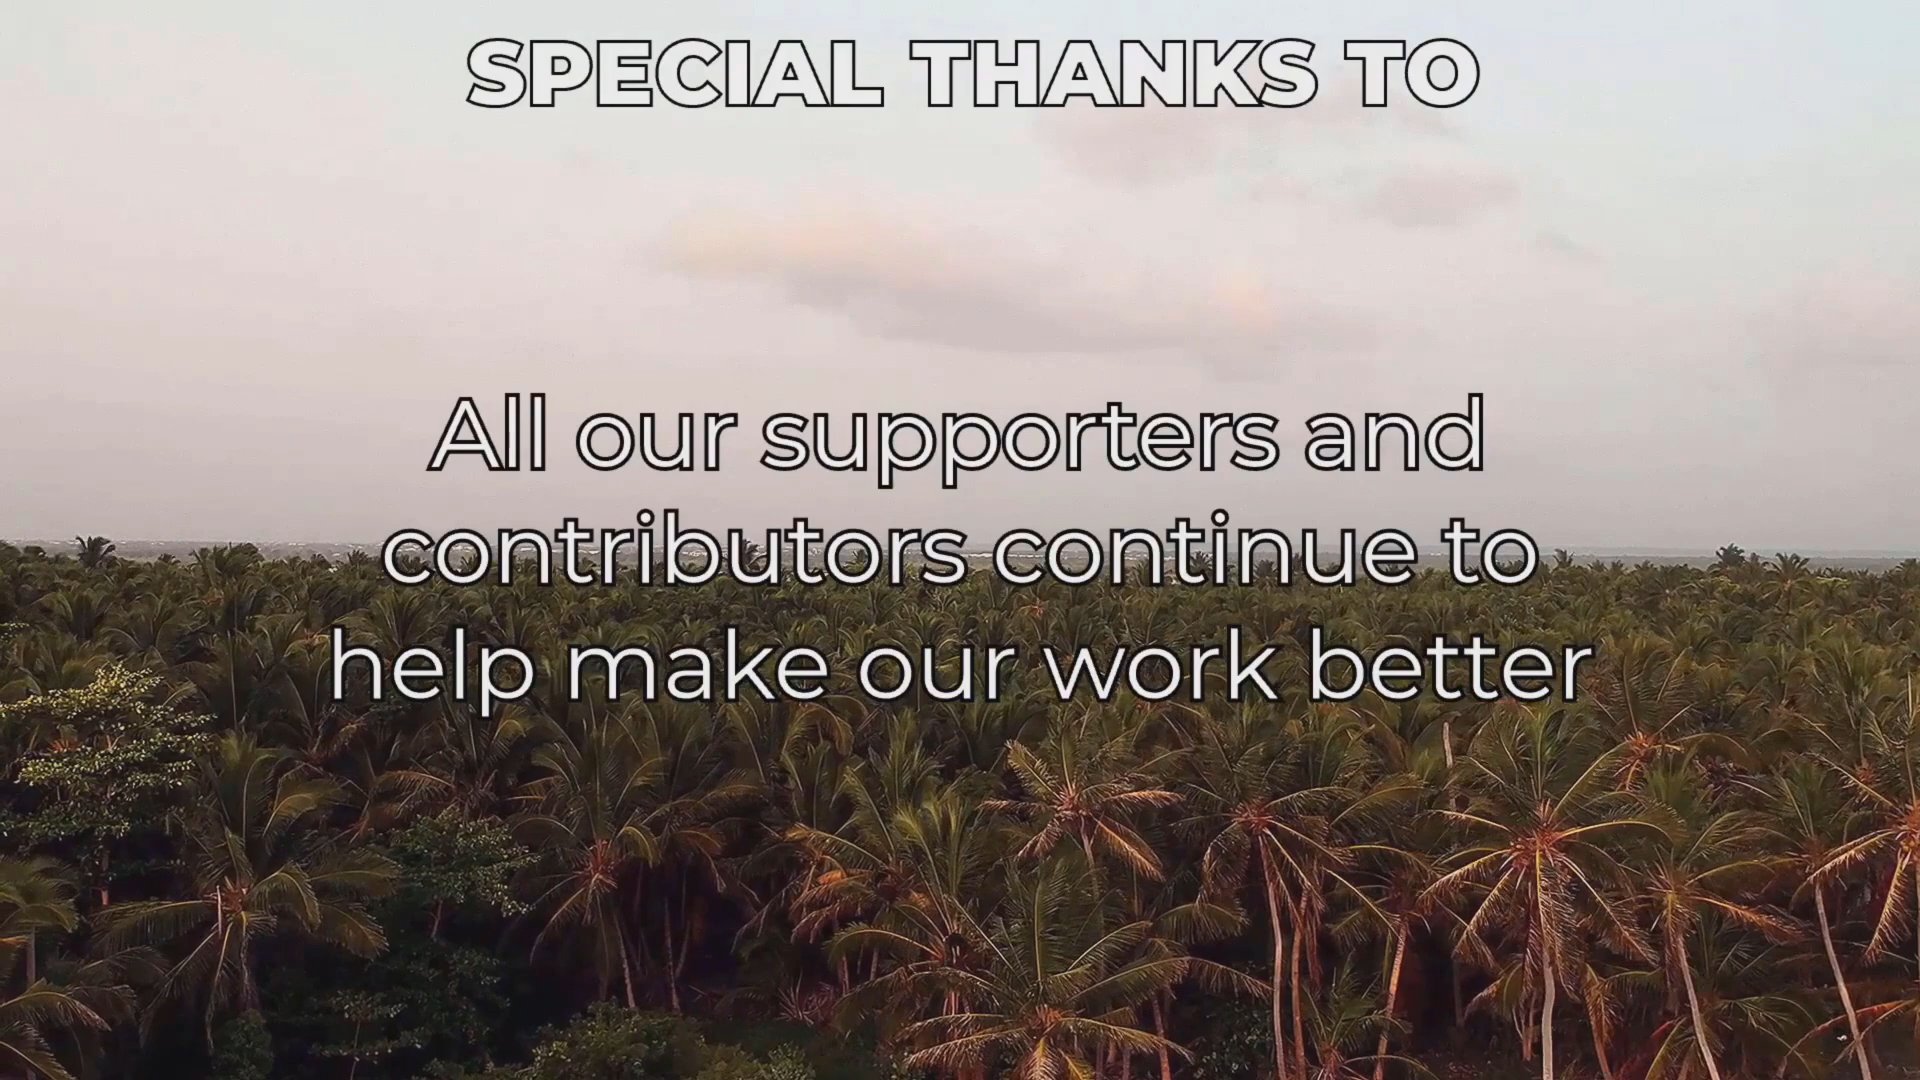 SPECIAL THANKS TO
All our supporters and
contributors continue to
help make our work better